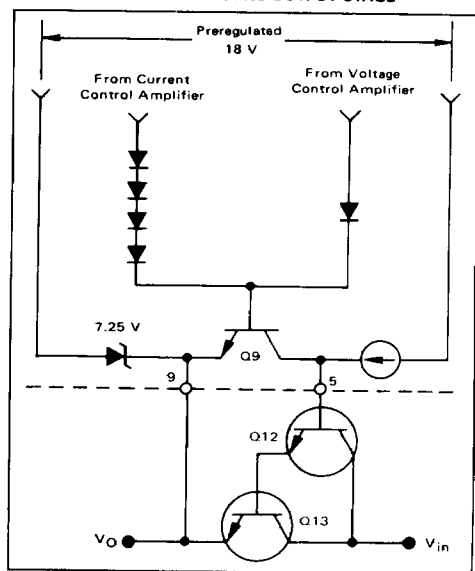 Preregulated
18 V
From Current
Control Amplifier
From Voltage
Control Amplifier
7.25 V
Q9
9
5
Q12
Q13
VO
Vin